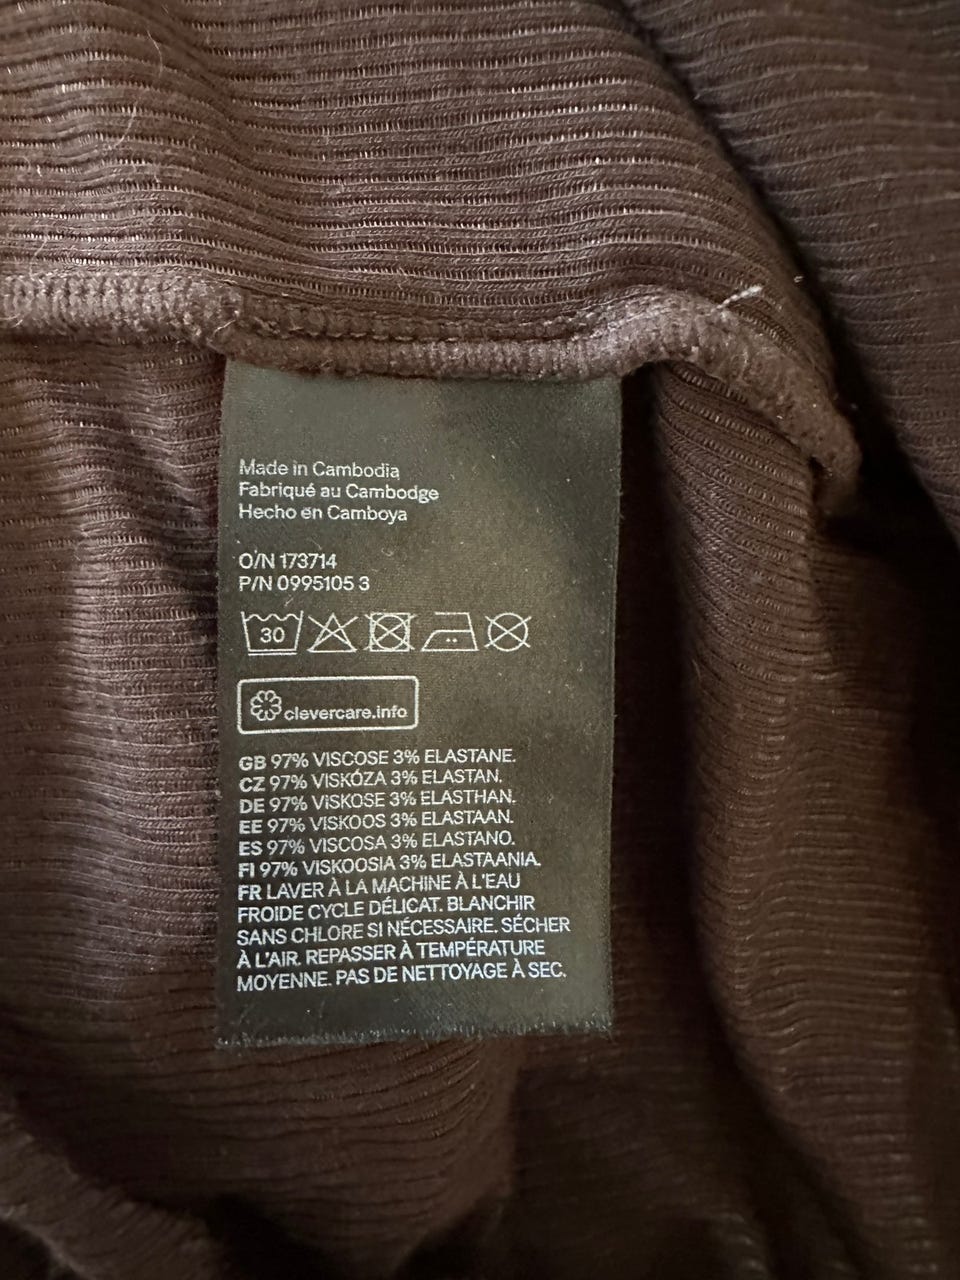 Made in Cambodia
Fabriqué au Cambodge
Hecho en Camboya
O/N 173714
P/N 0995105 3
30
clevercare.info
GB 97% VISCOSE 3% ELASTANE.
CZ 97% VISKÓZA 3% ELASTAN.
DE 97% VISKOSE 3% ELASTHAN.
EE 97% VISKOOS 3% ELASTAAN.
ES 97% VISCOSA 3% ELASTANO.
FI 97% VISKOOSIA 3% ELASTAANIA.
FR LAVER À LA MACHINE À L'EAU
FROIDE CYCLE DÉLICAT. BLANCHIR
SANS CHLORE SI NÉCESSAIRE. SÉCHER
À L'AIR. REPASSER À TEMPÉRATURE
MOYENNE. PAS DE NETTOYAGE À SEC.